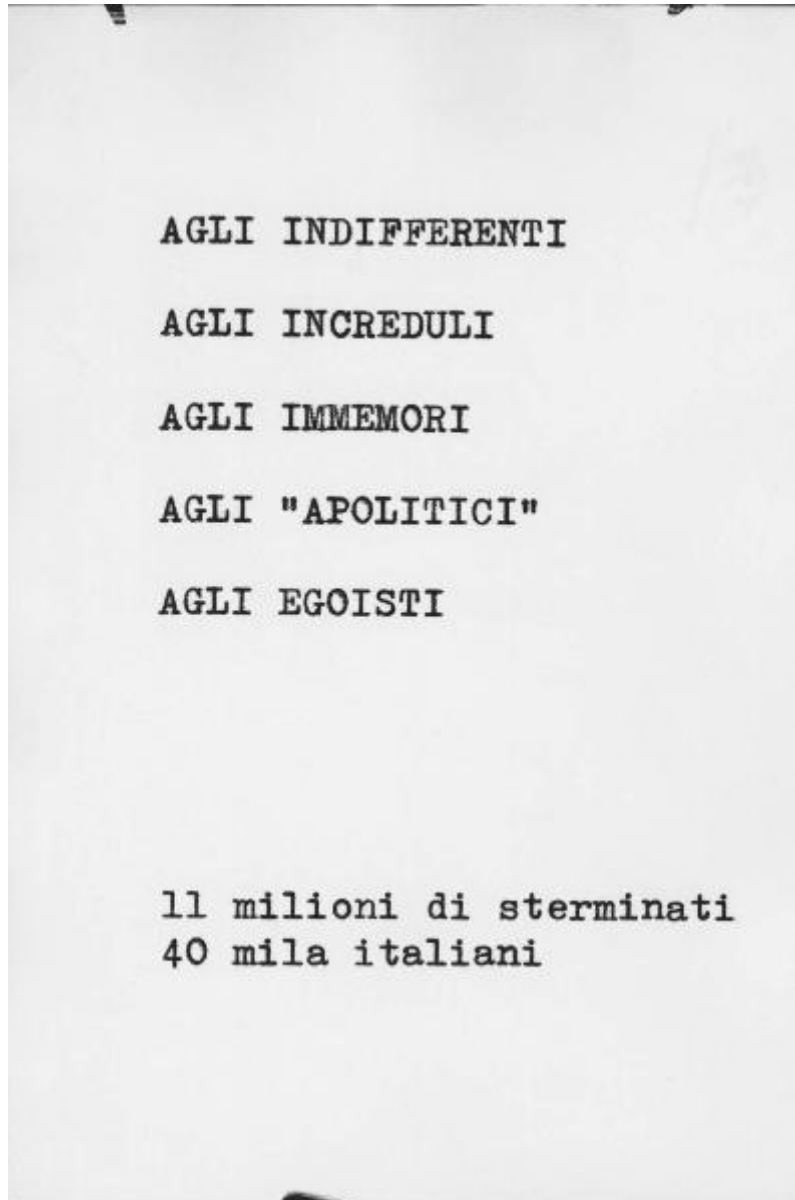 AGLI INDIFFERENTI
AGLI INCREDULI
AGLI IMMEMORI
AGLI "APOLITICI"
AGLI EGOISTI
11 milioni di sterminati
40 mila italiani